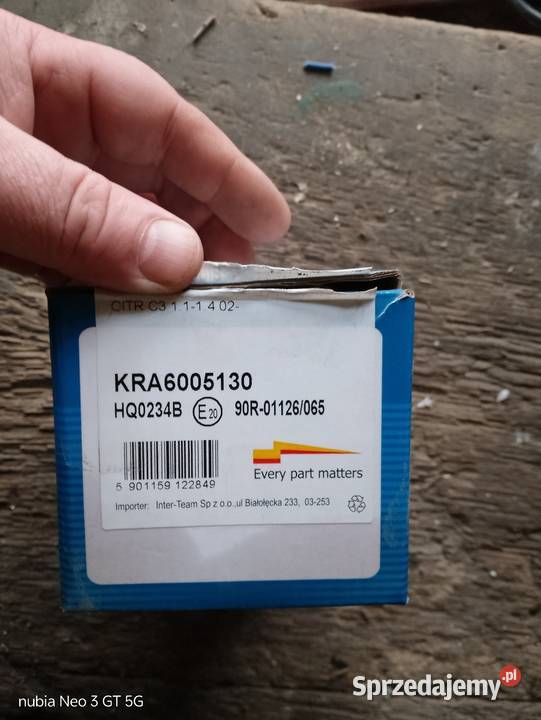 CITR C3 1 1-1 4 02-
KRA6005130
HQ0234B E 20 90R-01126/065
Every part matters
5 901159 122849
Importer: Inter-Team Sp z o.o.,ul Białołęcka 233, 03-253
nubia Neo 3 GT 5G
Sprzedajemy.pl